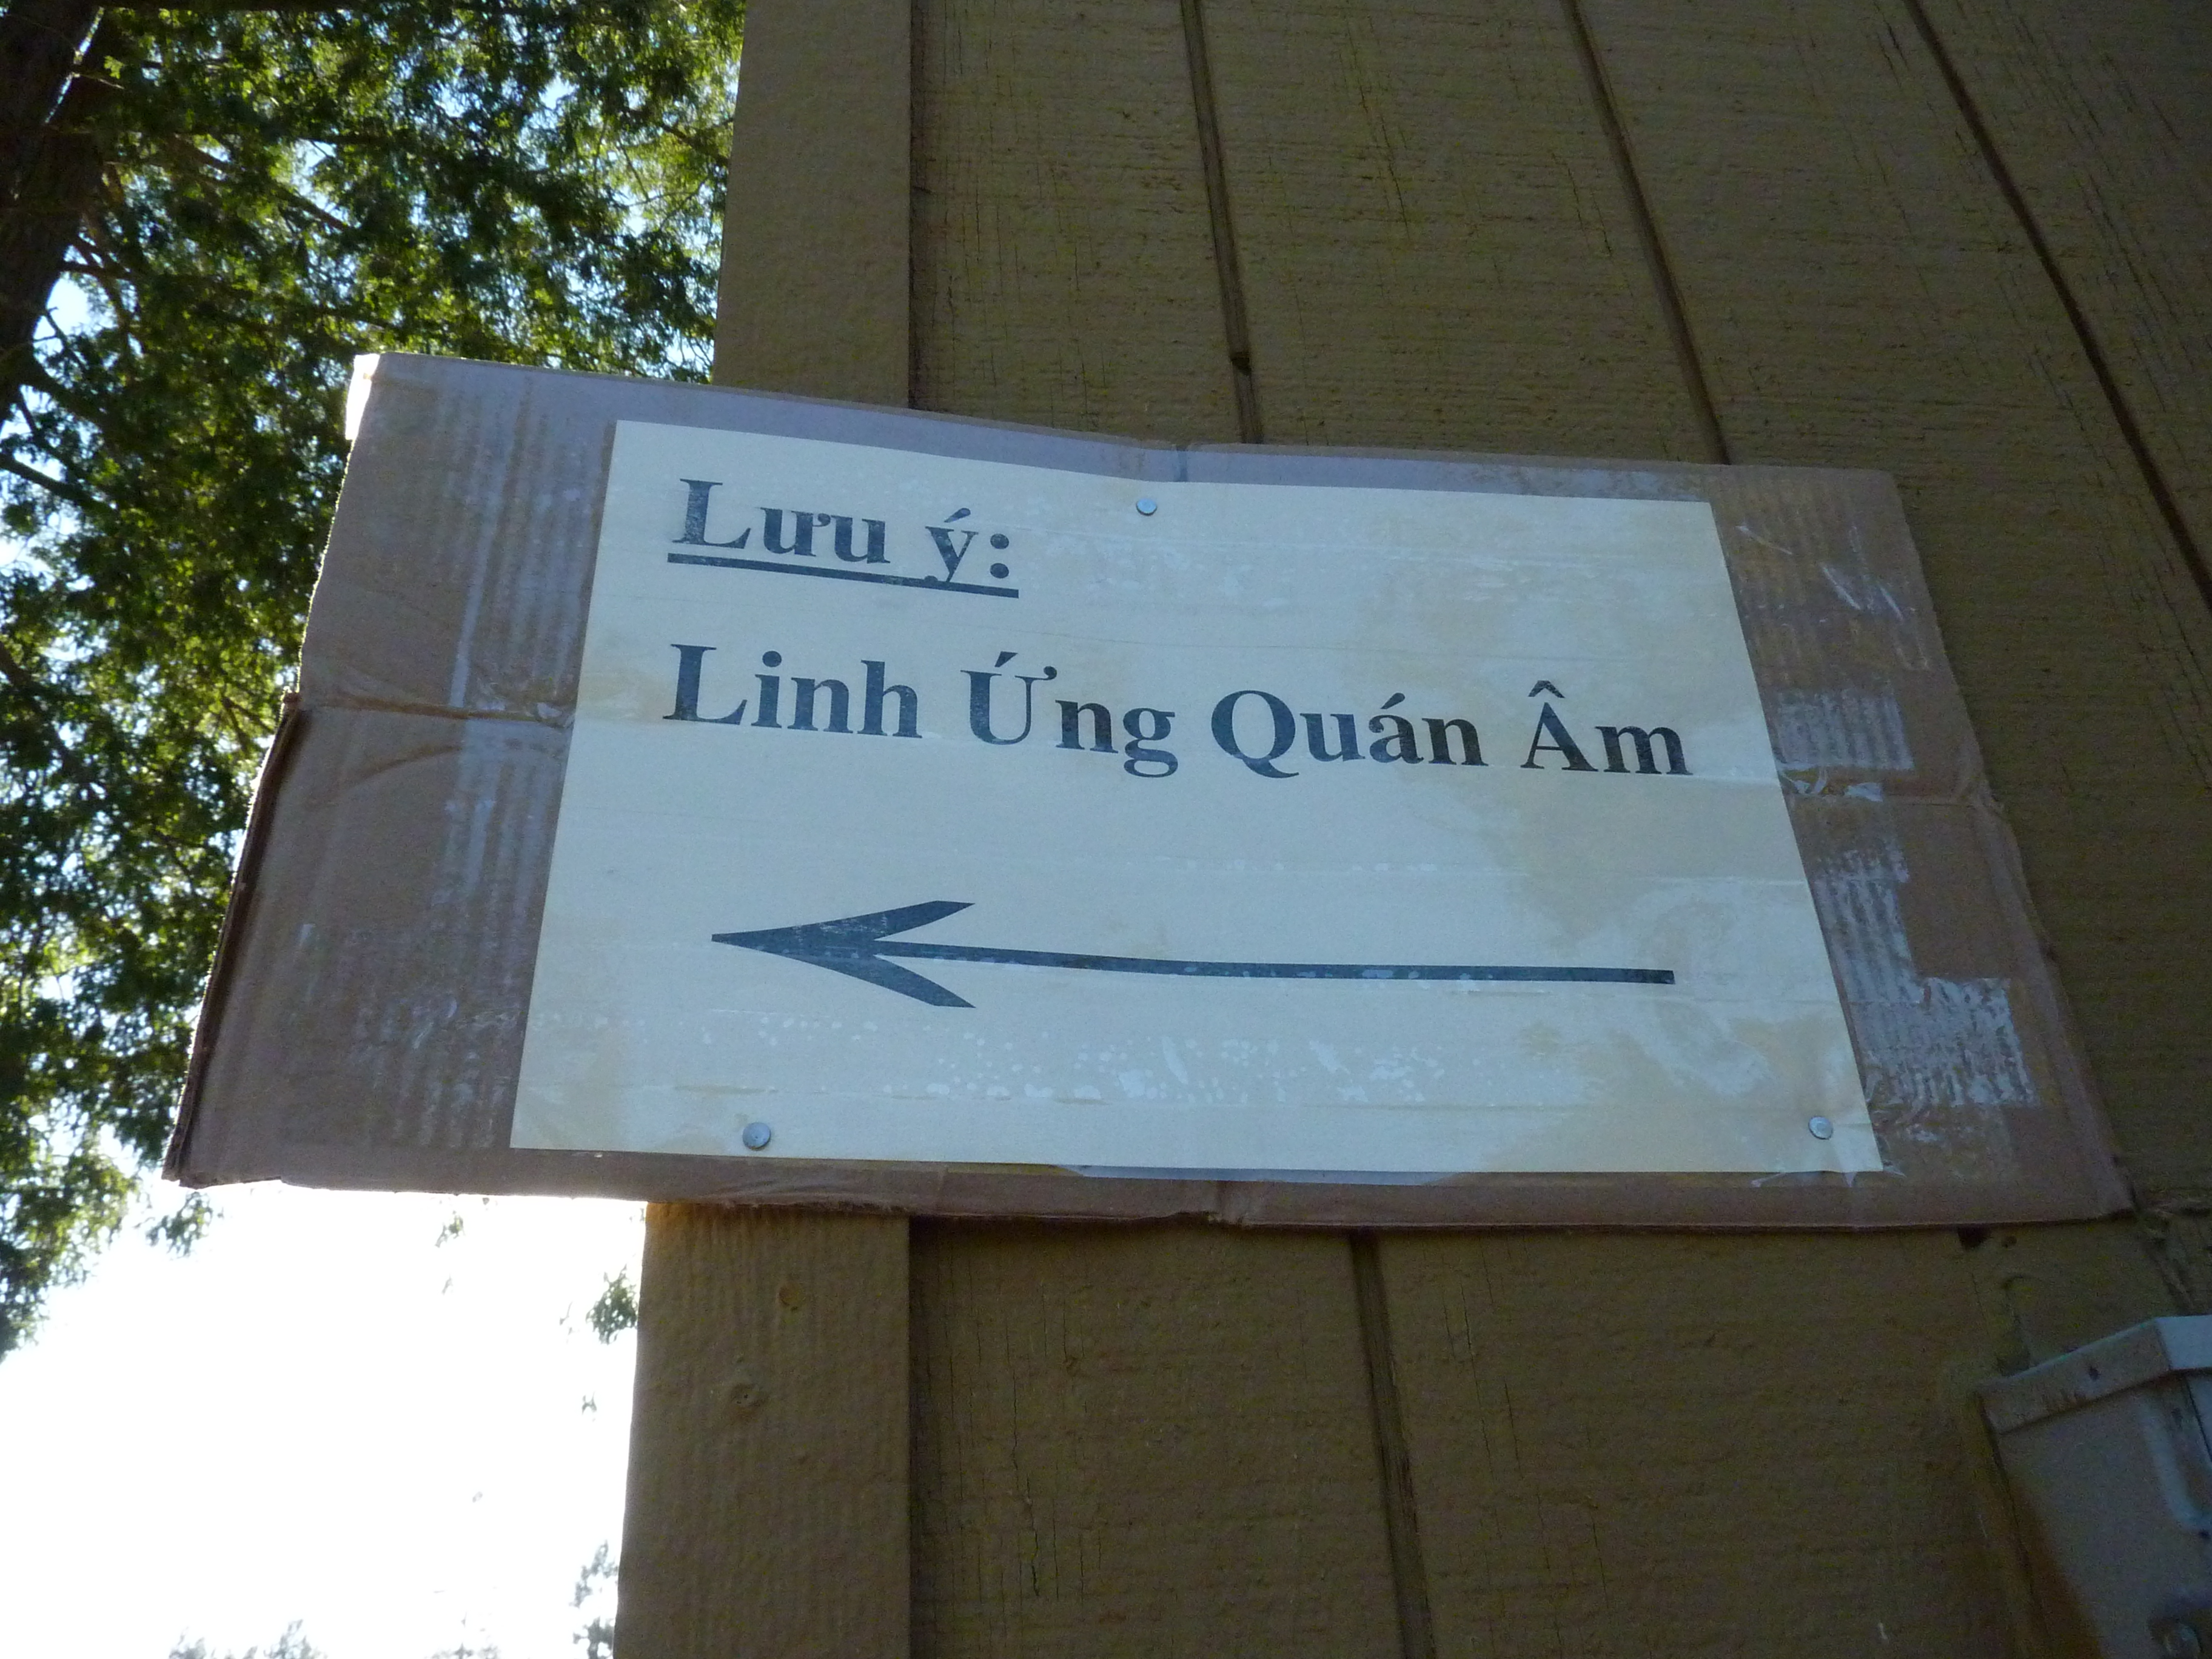 Lưu ý:
Linh Ứng Quán Âm